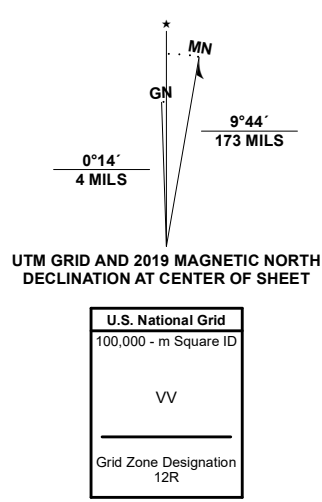 ★
MN
GN
9°44´
173 MILS
0°14´
4 MILS
UTM GRID AND 2019 MAGNETIC NORTH
DECLINATION AT CENTER OF SHEET
U.S. National Grid
100,000 - m Square ID
VV
Grid Zone Designation
12R